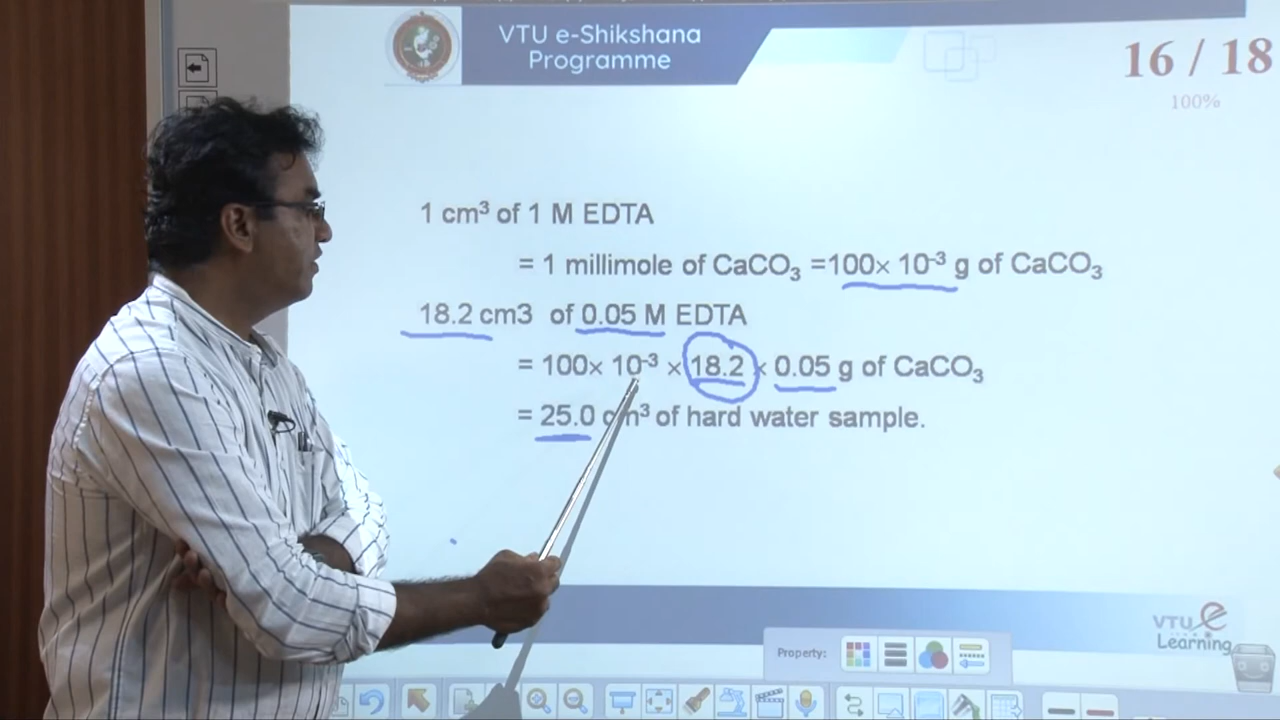 VTU e-Shikshana
Programme
16 / 18
100%
1 cm³ of 1 M EDTA
= 1 millimole of CaCO₃ =100× 10⁻³ g of CaCO₃
18.2 cm3 of 0.05 M EDTA
= 100× 10⁻³ × 18.2 × 0.05 g of CaCO₃
= 25.0 cm³ of hard water sample.
VTU e
Learning
Property: